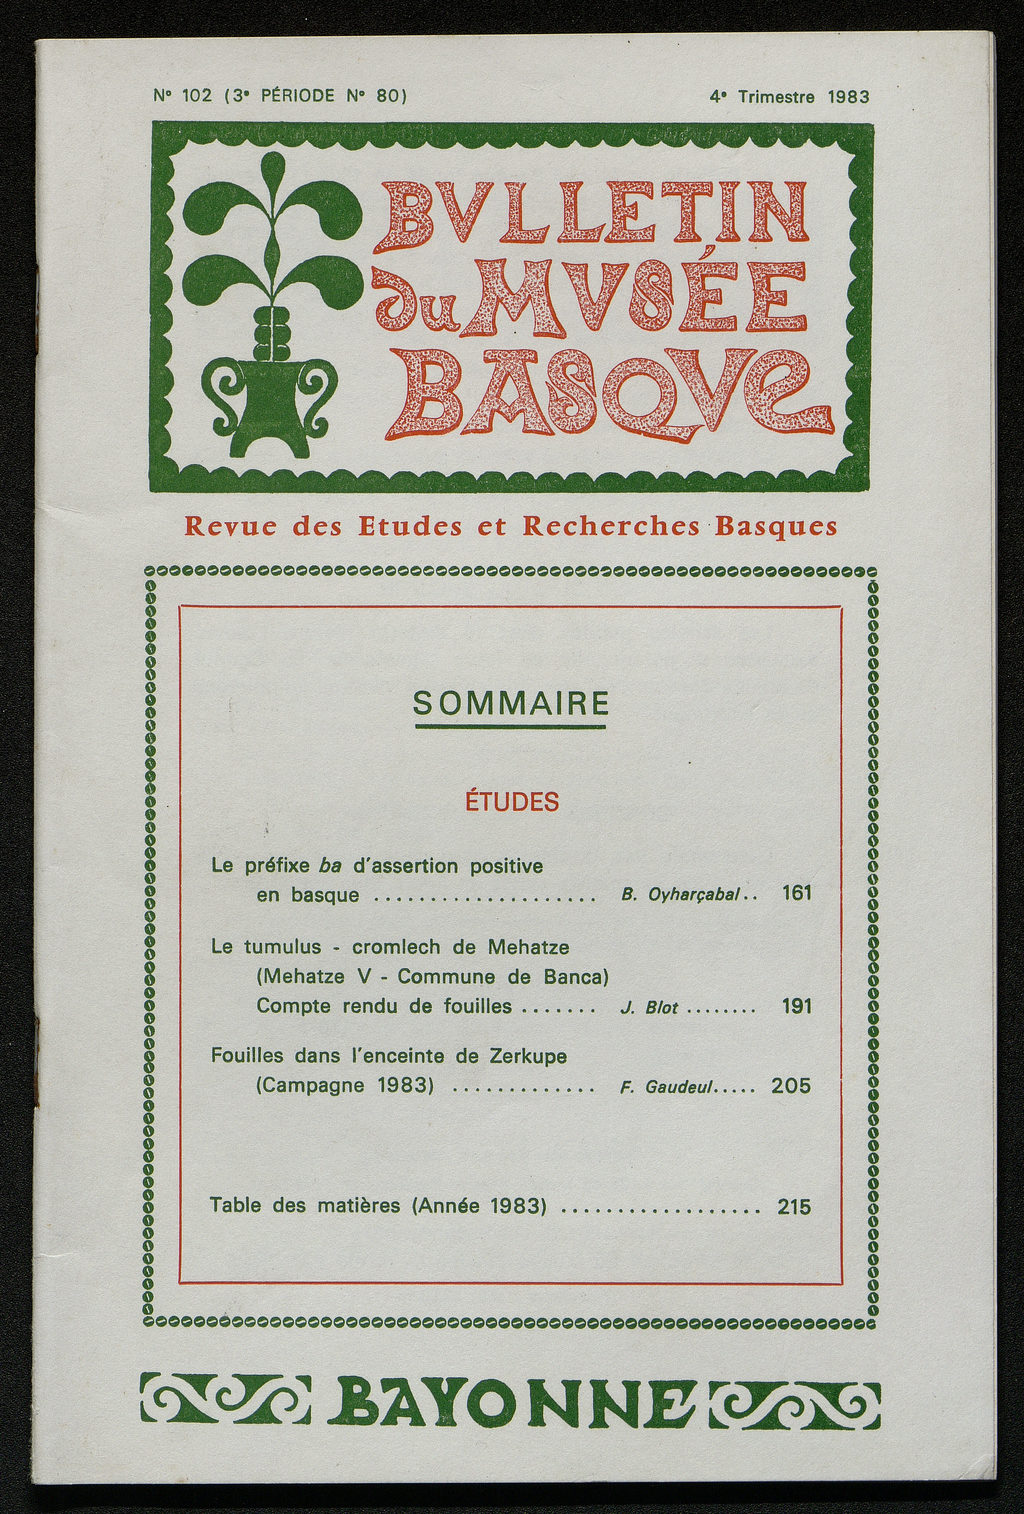 N° 102 (3e PÉRIODE N° 80)
4e Trimestre 1983
BVLLETIN
du MVSÉE
BASQVE
Revue des Etudes et Recherches Basques
SOMMAIRE
ÉTUDES
Le préfixe ba d'assertion positive
en basque ..................... B. Oyharçabal.. 161
Le tumulus - cromlech de Mehatze
(Mehatze V - Commune de Banca)
Compte rendu de fouilles ....... J. Blot ........ 191
Fouilles dans l'enceinte de Zerkupe
(Campagne 1983) ............. F. Gaudeul..... 205
Table des matières (Année 1983) .................. 215
BAYONNE